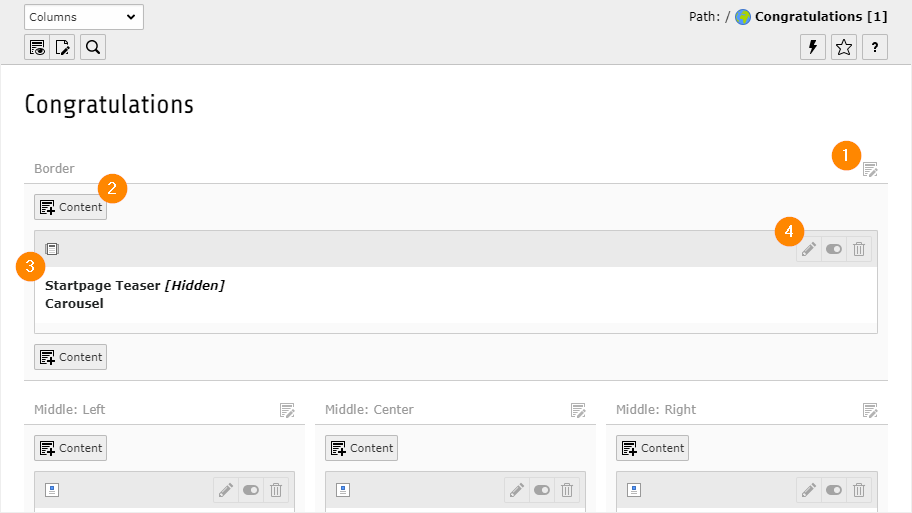 Columns
Path: / Congratulations [1]
?
Congratulations
Border
1
2
Content
4
3
Startpage Teaser [Hidden]
Carousel
Content
Middle: Left
Middle: Center
Middle: Right
Content
Content
Content